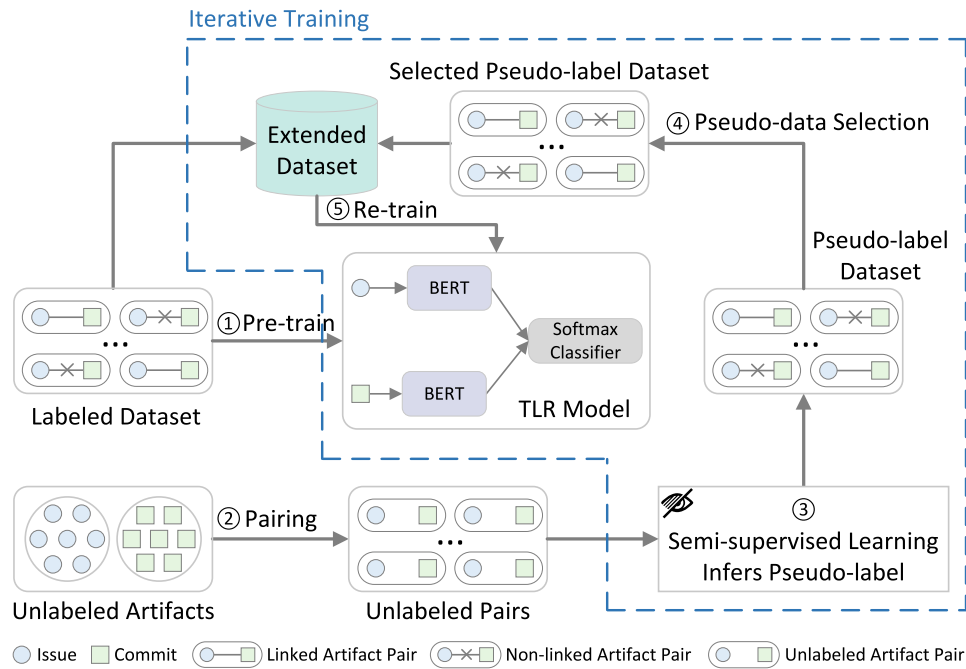 Iterative Training
Selected Pseudo-label Dataset
④ Pseudo-data Selection
Extended
Dataset
...
⑤ Re-train
Pseudo-label
Dataset
...
① Pre-train
...
Labeled Dataset
BERT
Softmax
Classifier
BERT
TLR Model
② Pairing
...
Unlabeled Artifacts
Unlabeled Pairs
③
Semi-supervised Learning
Infers Pseudo-label
Issue
Commit
Linked Artifact Pair
Non-linked Artifact Pair
Unlabeled Artifact Pair